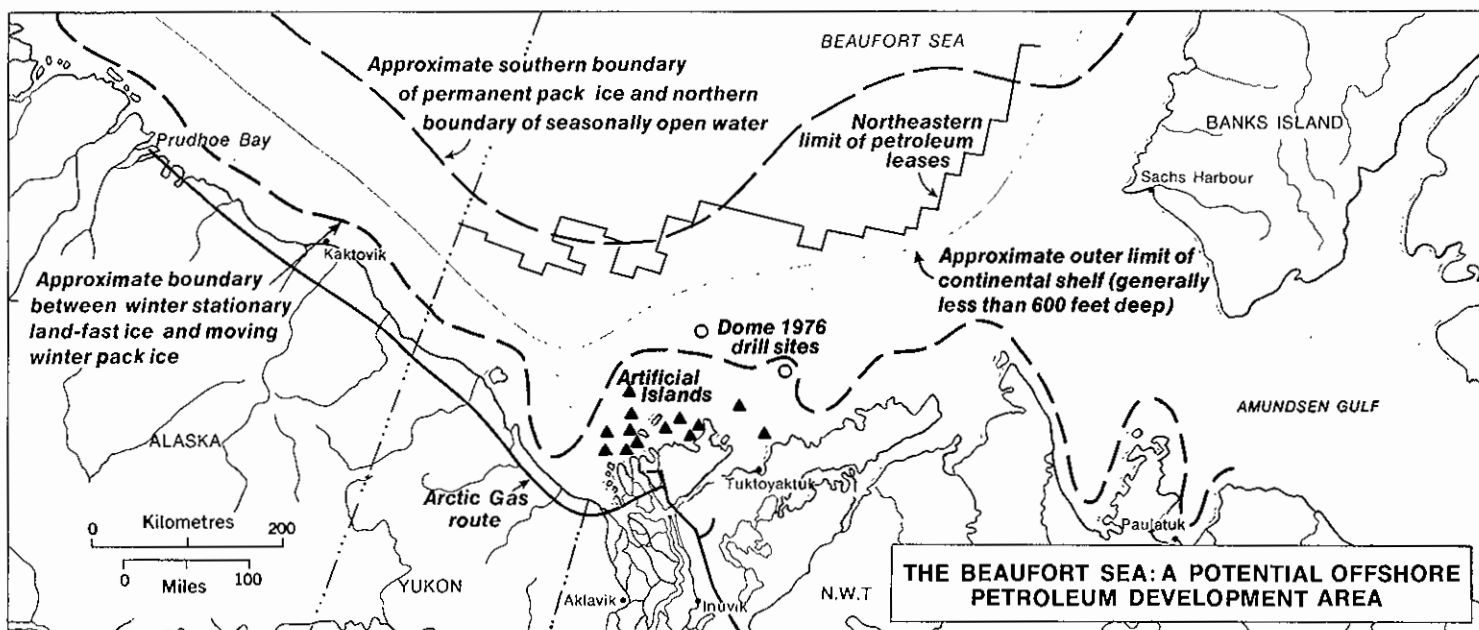 BEAUFORT SEA
Approximate southern boundary
of permanent pack ice and northern
boundary of seasonally open water
Prudhoe Bay
Northeastern
limit of petroleum
leases
BANKS ISLAND
Sachs Harbour
Kaktovik
Approximate boundary
between winter stationary
land-fast ice and moving
winter pack ice
Approximate outer limit of
continental shelf (generally
less than 600 feet deep)
Dome 1976
drill sites
Artificial
Islands
AMUNDSEN GULF
ALASKA
Tuktoyaktuk
Arctic Gas
route
0 Kilometres 200
0 Miles 100
Paulatuk
YUKON
Aklavik
Inuvik
N.W.T
THE BEAUFORT SEA: A POTENTIAL OFFSHORE
PETROLEUM DEVELOPMENT AREA